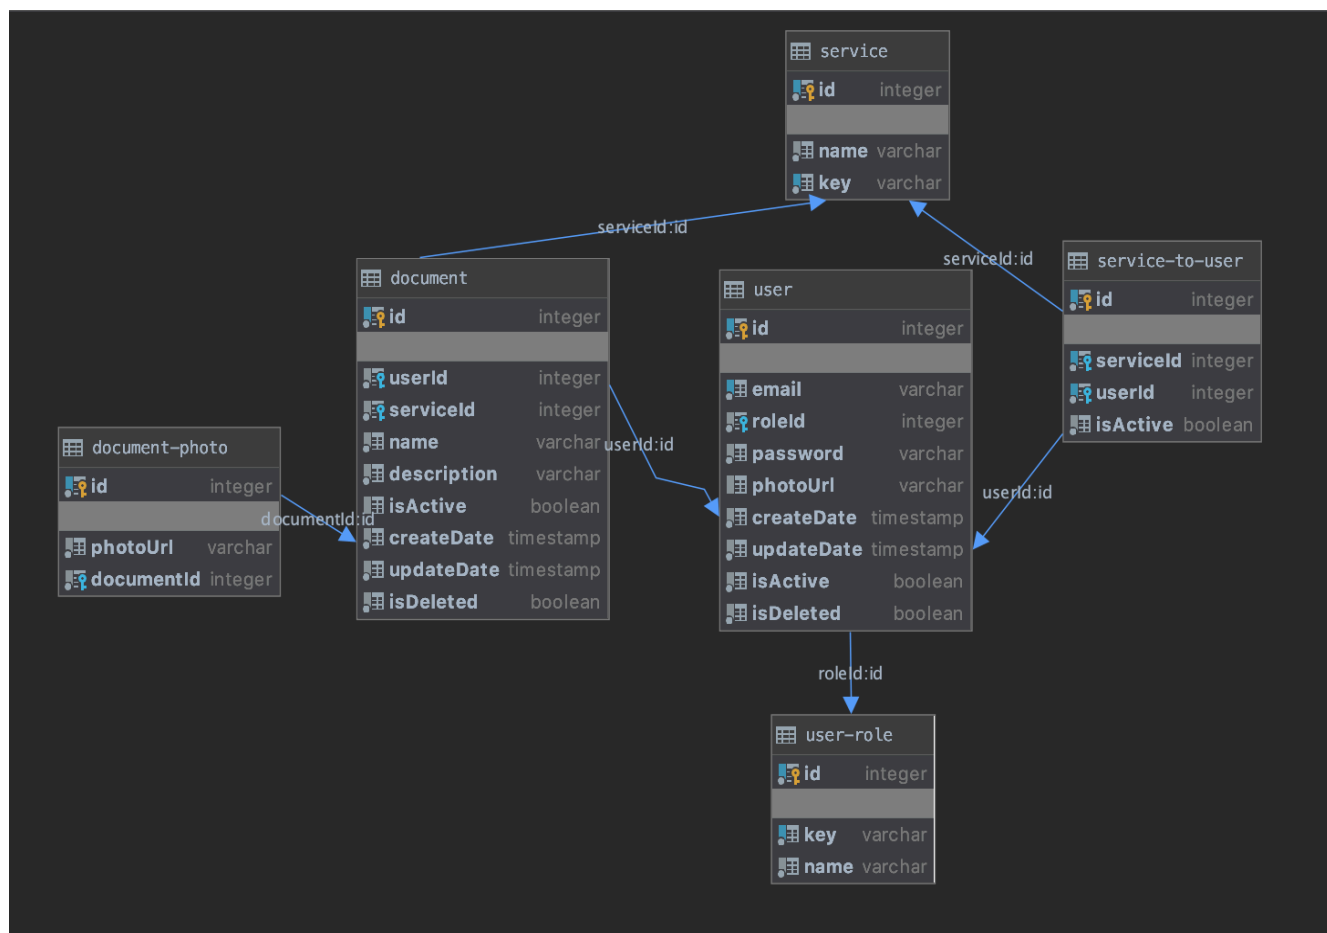 service
id integer
name varchar
key varchar
serviceId:id
serviceId:id
document
id integer
userId integer
serviceId integer
name varchar
description varchar
isActive boolean
createDate timestamp
updateDate timestamp
isDeleted boolean
userId:id
user
id integer
email varchar
roleId integer
password varchar
photoUrl varchar
createDate timestamp
updateDate timestamp
isActive boolean
isDeleted boolean
service-to-user
id integer
serviceId integer
userId integer
isActive boolean
userId:id
document-photo
id integer
photoUrl varchar
documentId integer
documentId:id
roleId:id
user-role
id integer
key varchar
name varchar